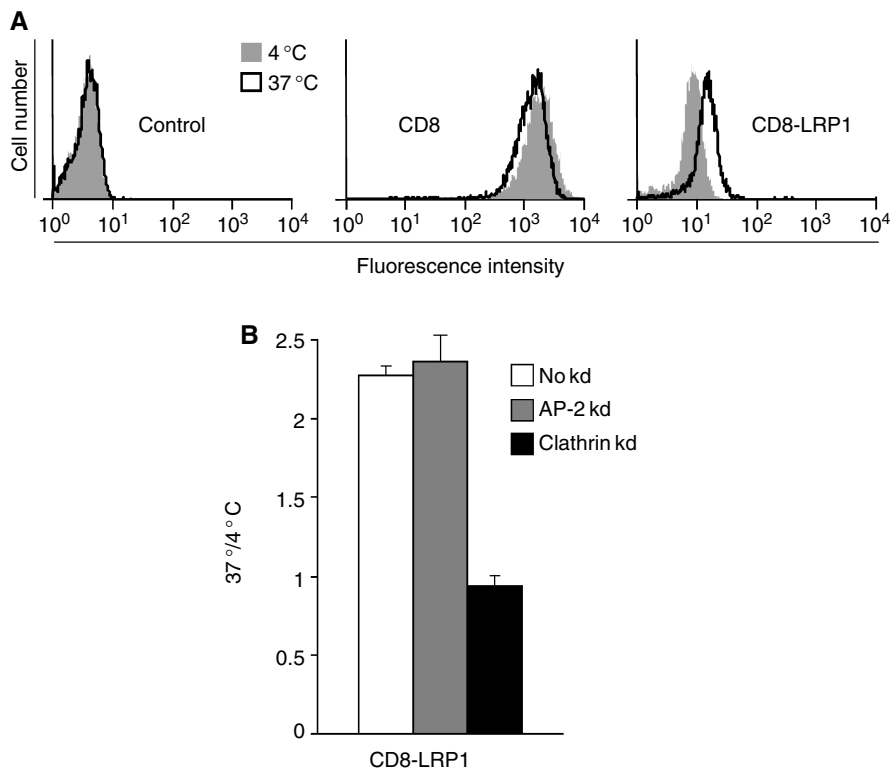 A
4 °C
37 °C
Cell number
Control
CD8
CD8-LRP1
10⁰ 10¹ 10² 10³ 10⁴
10⁰ 10¹ 10² 10³ 10⁴
10⁰ 10¹ 10² 10³ 10⁴
Fluorescence intensity
B
2.5
2
1.5
1
0.5
0
37 °/4 ° C
No kd
AP-2 kd
Clathrin kd
CD8-LRP1